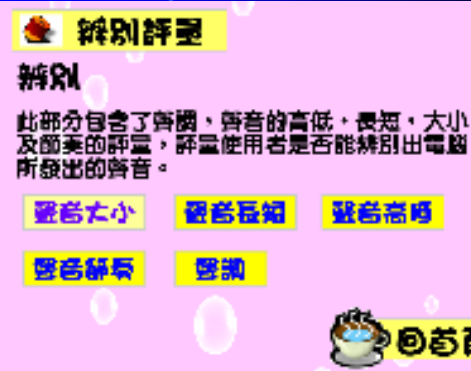 辨別評量
辨別
此部分包含了聲調，聲音的高低，長短，大小
及節奏的評量，評量使用者是否能辨別出電腦
所發出的聲音。
聲音大小
聲音長短
聲音高低
聲音節奏
聲調
回首頁